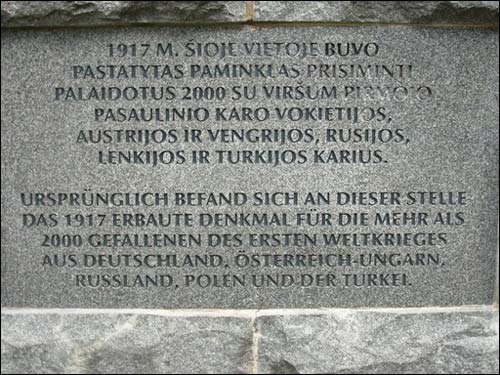 1917 M. ŠIOJE VIETOJE BUVO
PASTATYTAS PAMINKLAS PRISIMINTI
PALAIDOTUS 2000 SU VIRŠUM PIRMOJO
PASAULINIO KARO VOKIETIJOS,
AUSTRIJOS IR VENGRIJOS, RUSIJOS,
LENKIJOS IR TURKIJOS KARIUS.
URSPRÜNGLICH BEFAND SICH AN DIESER STELLE
DAS 1917 ERBAUTE DENKMAL FÜR DIE MEHR ALS
2000 GEFALLENEN DES ERSTEN WELTKRIEGES
AUS DEUTSCHLAND, ÖSTERREICH-UNGARN,
RUSSLAND, POLEN UND DER TURKEI.